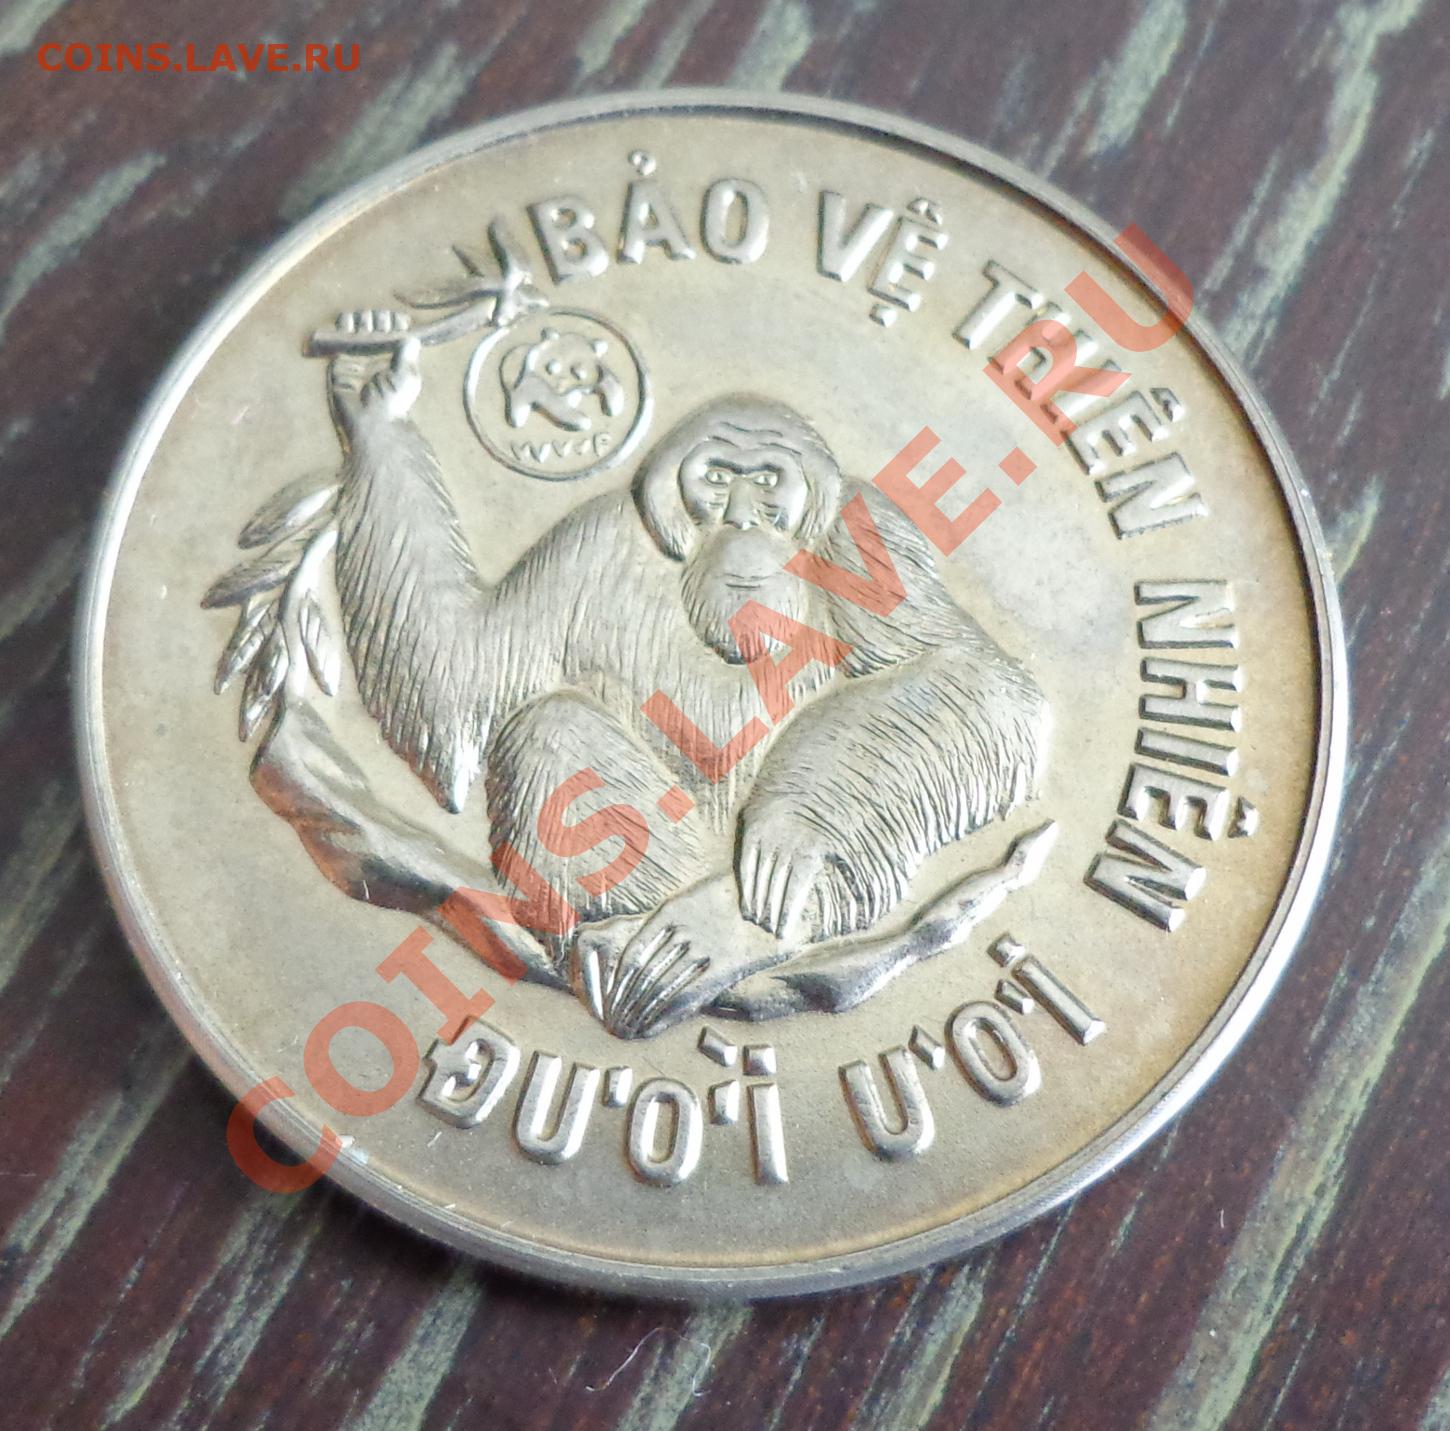 COINS.LAVE.RU
BẢO VỆ THIÊN NHIÊN
WWF
ĐƯỜI ƯƠI
COINS.LAVE.RU